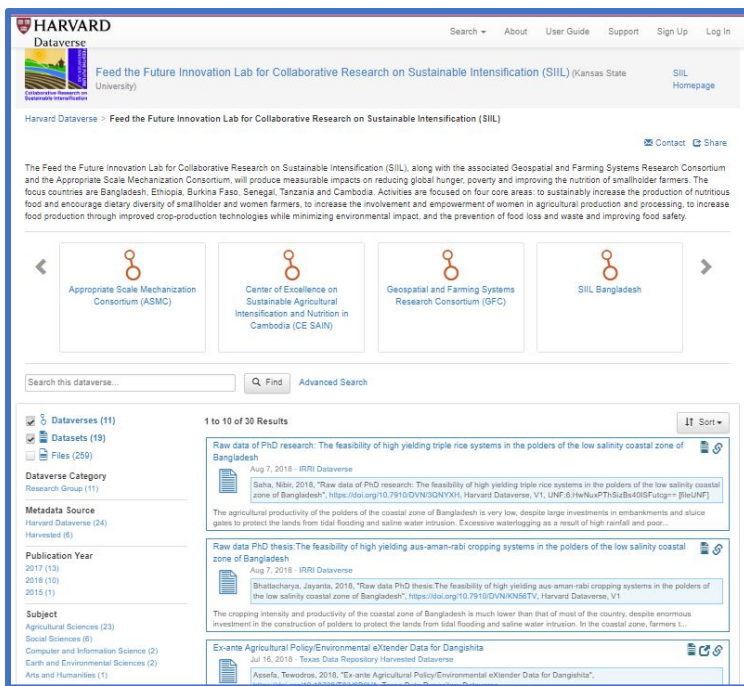 HARVARD
Dataverse
Search
About
User Guide
Support
Sign Up
Log In
Feed the Future Innovation Lab for Collaborative Research on Sustainable Intensification (SIIL) (Kansas State
University)
SIIL
Homepage
Collaborative Research on
Sustainable Intensification
Harvard Dataverse > Feed the Future Innovation Lab for Collaborative Research on Sustainable Intensification (SIIL)
Contact
Share
The Feed the Future Innovation Lab for Collaborative Research on Sustainable Intensification (SIIL), along with the associated Geospatial and Farming Systems Research Consortium
and the Appropriate Scale Mechanization Consortium, will produce measurable impacts on reducing global hunger, poverty and improving the nutrition of smallholder farmers. The
focus countries are Bangladesh, Ethiopia, Burkina Faso, Senegal, Tanzania and Cambodia. Activities are focused on four core areas: to sustainably increase the production of nutritious
food and encourage dietary diversity of smallholder and women farmers, to increase the involvement and empowerment of women in agricultural production and processing, to increase
food production through improved crop-production technologies while minimizing environmental impact, and the prevention of food loss and waste and improving food safety.
Appropriate Scale Mechanization
Consortium (ASMC)
Center of Excellence on
Sustainable Agricultural
Intensification and Nutrition in
Cambodia (CE SAIN)
Geospatial and Farming Systems
Research Consortium (GFC)
SIIL Bangladesh
Search this dataverse...
Find
Advanced Search
Dataverses (11)
Datasets (19)
Files (259)
Dataverse Category
Research Group (11)
Metadata Source
Harvard Dataverse (24)
Harvested (6)
Publication Year
2017 (13)
2018 (10)
2015 (1)
Subject
Agricultural Sciences (23)
Social Sciences (6)
Computer and Information Science (2)
Earth and Environmental Sciences (2)
Arts and Humanities (1)
1 to 10 of 30 Results
Sort
Raw data of PhD research: The feasibility of high yielding triple rice systems in the polders of the low salinity coastal zone of
Bangladesh
Aug 7, 2018 - IRRI Dataverse
Saha, Nibir, 2018, "Raw data of PhD research: The feasibility of high yielding triple rice systems in the polders of the low salinity coastal
zone of Bangladesh", https://doi.org/10.7910/DVN/3QNYXH, Harvard Dataverse, V1, [fileUNF]
The agricultural productivity of the polders of the coastal zone of Bangladesh is very low, despite large investments in embankments and sluice
gates to protect the lands from tidal flooding and saline water intrusion. Excessive waterlogging as a result of high rainfall and poor...
Raw data PhD thesis:The feasibility of high yielding aus-aman-rabi cropping systems in the polders of the low salinity coastal
zone of Bangladesh
Aug 7, 2018 - IRRI Dataverse
Bhattacharya, Jayanta, 2018, "Raw data PhD thesis:The feasibility of high yielding aus-aman-rabi cropping systems in the polders of
the low salinity coastal zone of Bangladesh", https://doi.org/10.7910/DVN/KN56TV, Harvard Dataverse, V1
The cropping intensity and productivity of the coastal zone of Bangladesh is much lower than that of most of the country, despite enormous
investment in the construction of polders to protect the lands from tidal flooding and saline water intrusion. In the coastal zone, farmers t...
Ex-ante Agricultural Policy/Environmental eXtender Data for Dangishita
Jul 16, 2018 - Texas Data Repository Harvested Dataverse
Assefa, Tewodros, 2018, "Ex-ante Agricultural Policy/Environmental eXtender Data for Dangishita",